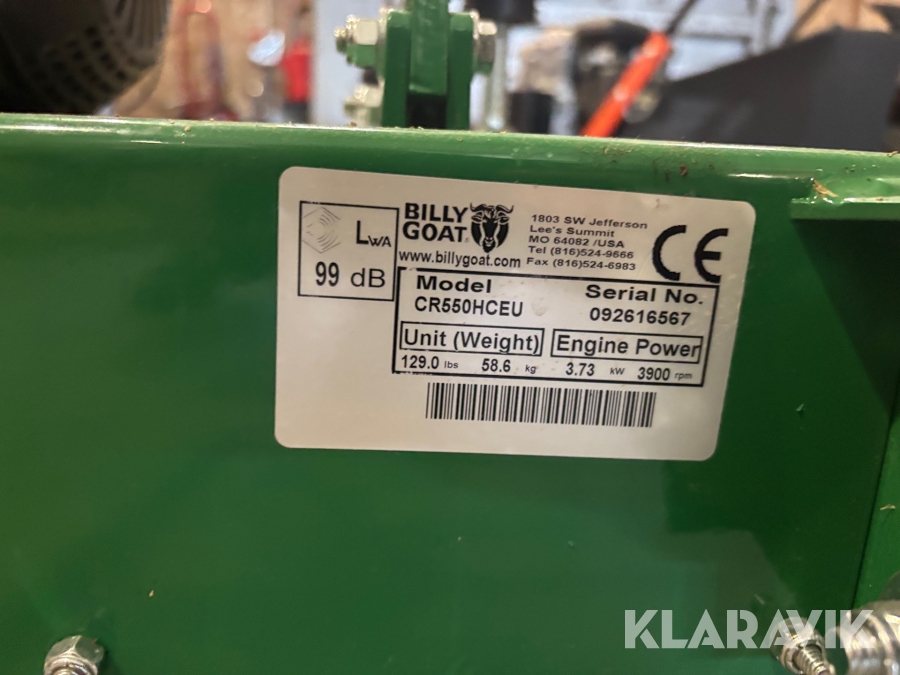 LWA
99 dB
BILLY
GOAT®
www.billygoat.com
1803 SW Jefferson
Lee's Summit
MO 64082 /USA
Tel (816)524-9666
Fax (816)524-6983
CE
Model Serial No.
CR550HCEU 092616567
Unit (Weight) Engine Power
129.0 lbs 58.6 kg 3.73 kW 3900 rpm
KLARAVIK